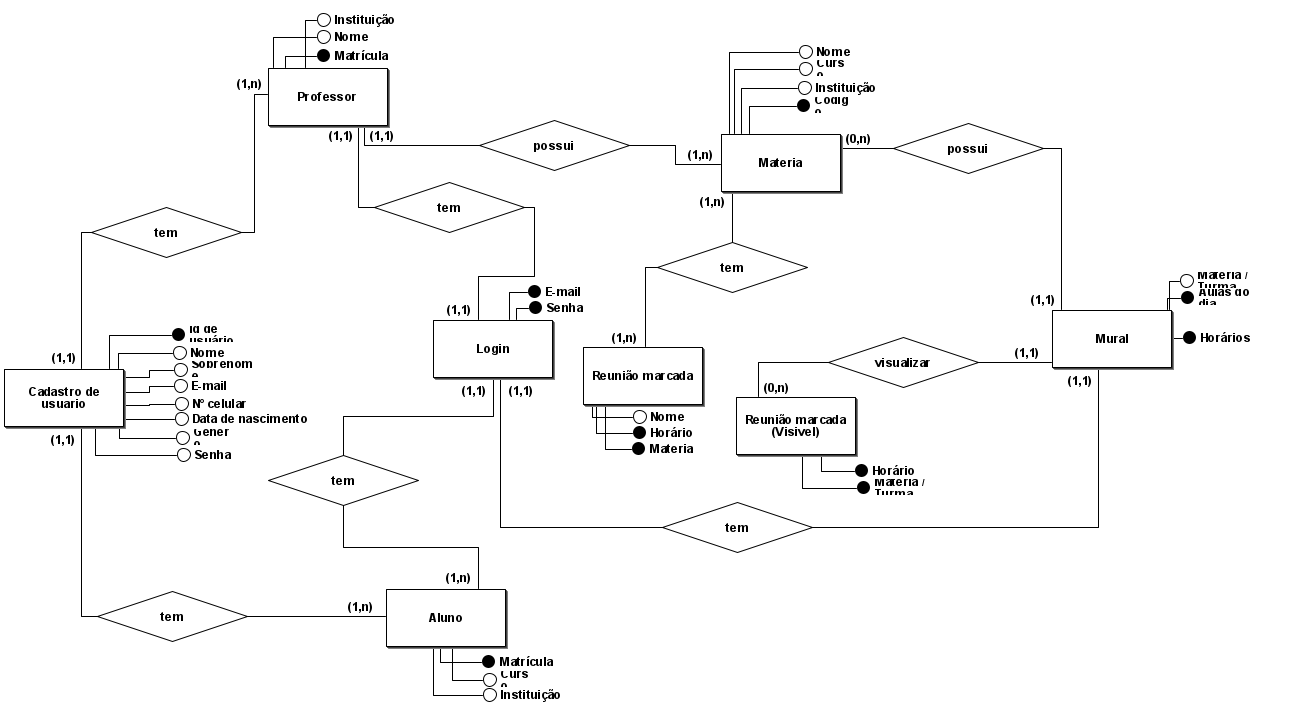 Instituição
Nome
Matrícula
(1,n)
Professor
(1,1)
(1,1)
possui
(1,n)
Nome
Curs
o
Instituição
Códig
o
Materia
(0,n)
possui
(1,n)
tem
tem
tem
(1,1)
E-mail
Senha
Login
(1,1)
(1,1)
(1,n)
Reunião marcada
Nome
Horário
Materia
(1,1)
Materia /
Turma
Aulas do
dia
Horários
Mural
(1,1)
(1,1)
visualizar
(0,n)
Reunião marcada
(Visivel)
Horário
Materia /
Turma
(1,1)
Id de
usuário
Nome
Sobrenom
e
E-mail
Nº celular
Data de nascimento
Gener
o
Senha
Cadastro de
usuario
(1,1)
tem
tem
(1,n)
tem
(1,n)
Aluno
Matrícula
Curs
o
Instituição